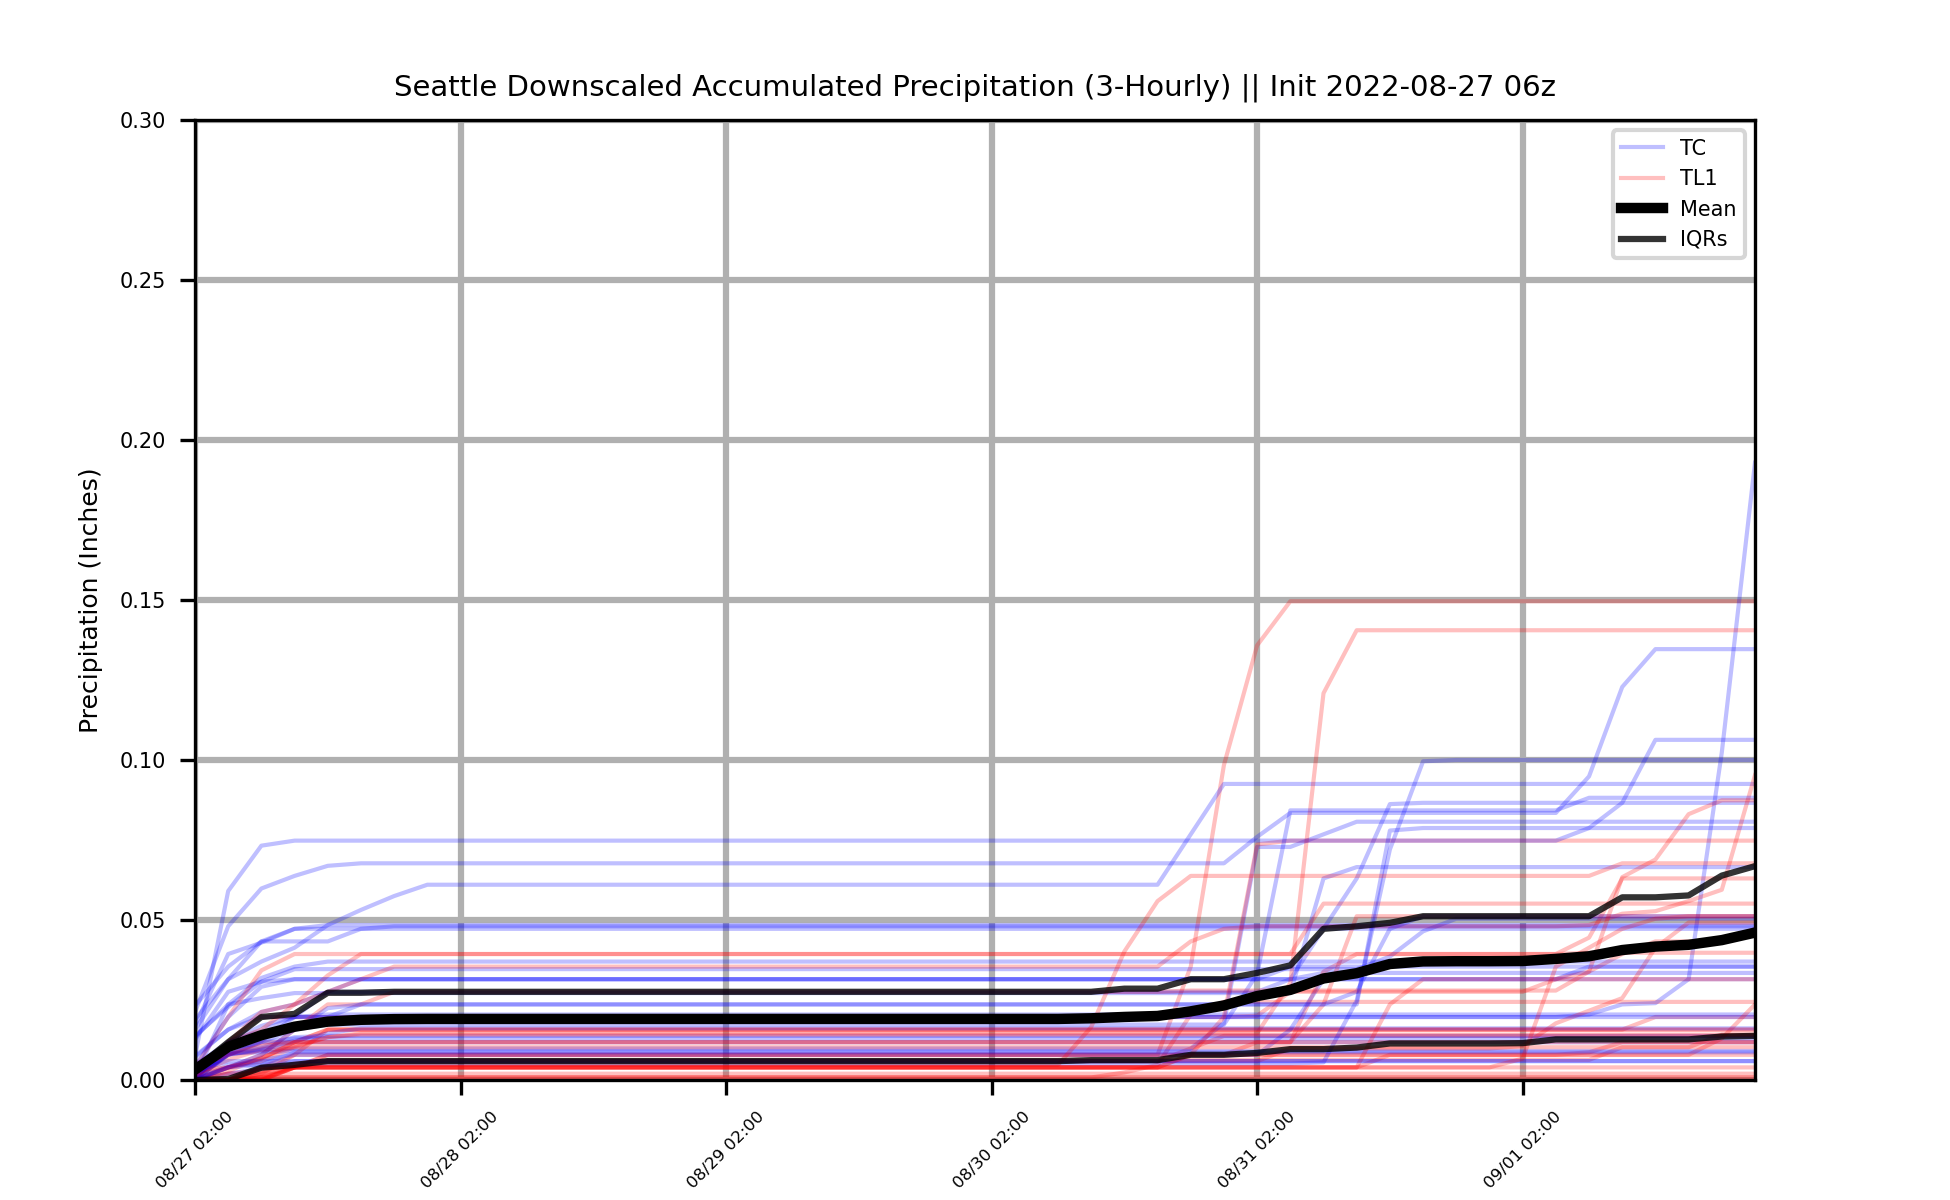 Seattle Downscaled Accumulated Precipitation (3-Hourly) || Init 2022-08-27 06z
TC
TL1
Mean
IQRs
Precipitation (Inches)
0.30
0.25
0.20
0.15
0.10
0.05
0.00
08/27 02:00
08/28 02:00
08/29 02:00
08/30 02:00
08/31 02:00
09/01 02:00